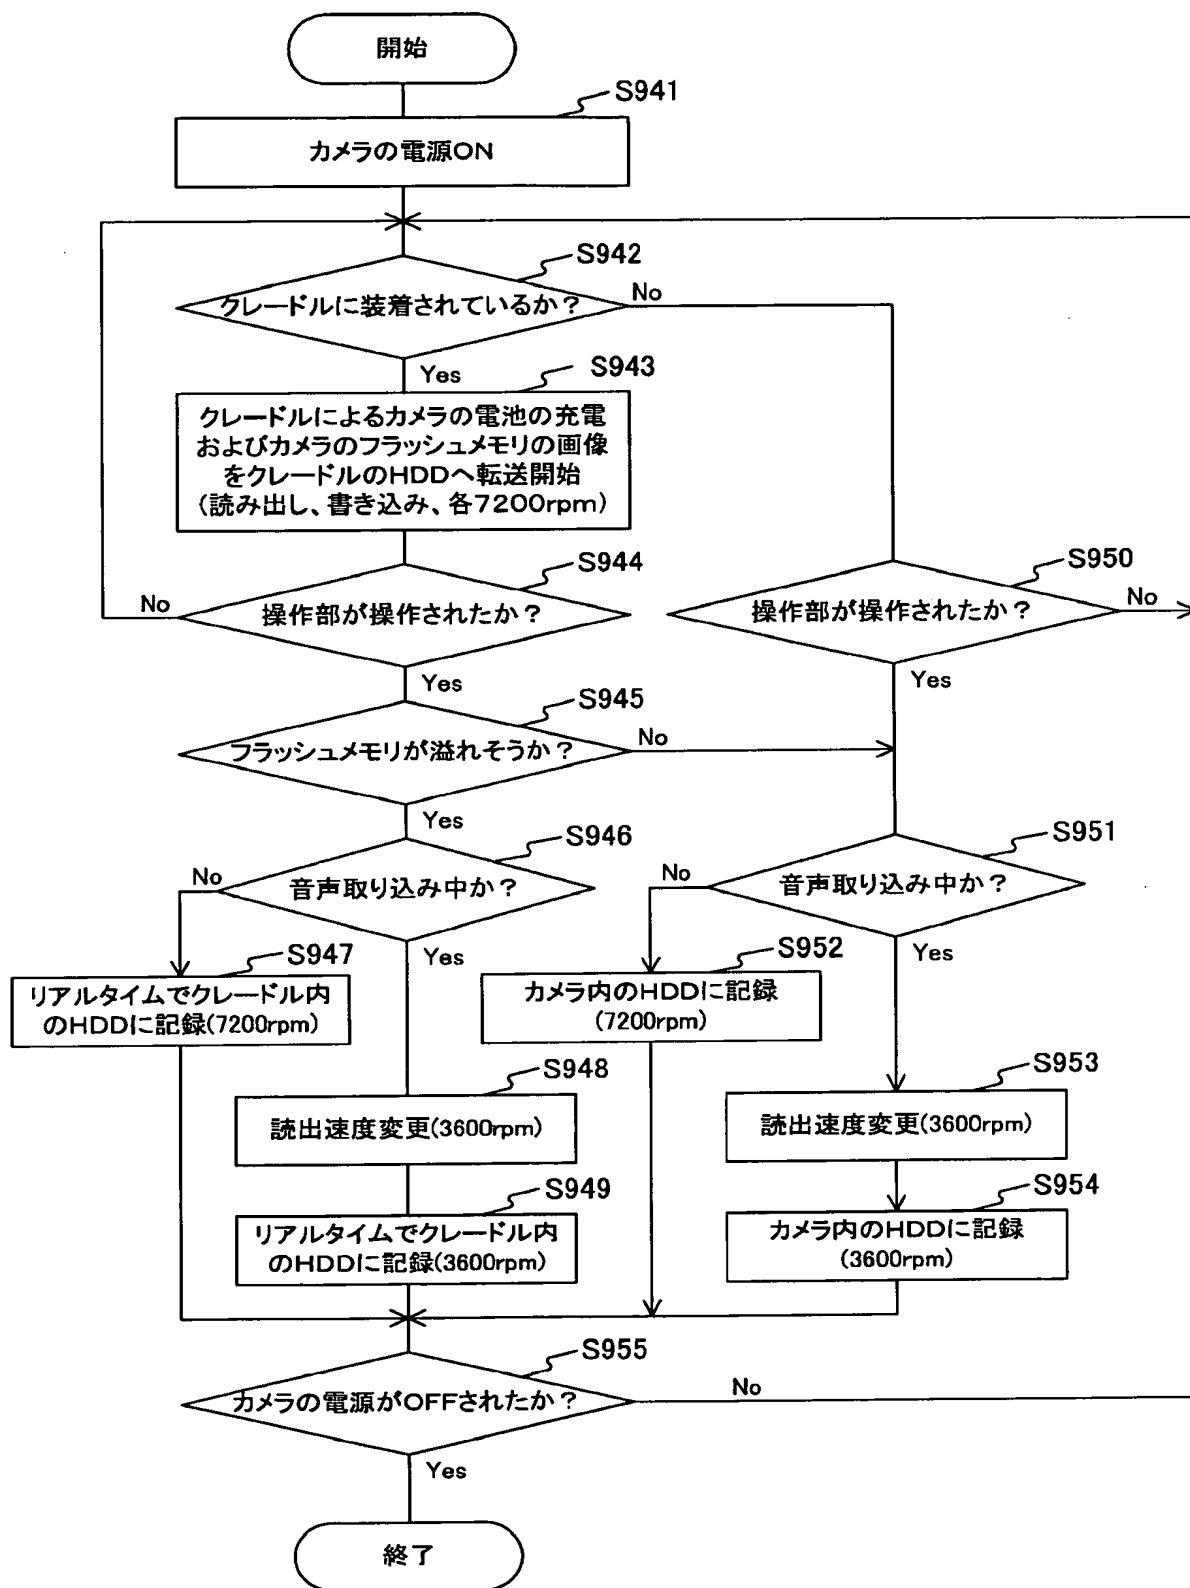 開始
S941
カメラの電源ON
S942
クレードルに装着されているか？
No
Yes
S943
クレードルによるカメラの電池の充電
およびカメラのフラッシュメモリの画像
をクレードルのHDDへ転送開始
(読み出し、書き込み、各7200rpm)
S944
操作部が操作されたか？
No
Yes
S950
操作部が操作されたか？
No
Yes
S945
フラッシュメモリが溢れそうか？
No
Yes
S946
音声取り込み中か？
No
Yes
S951
音声取り込み中か？
No
Yes
S947
リアルタイムでクレードル内
のHDDに記録(7200rpm)
S952
カメラ内のHDDに記録
(7200rpm)
S948
読出速度変更(3600rpm)
S953
読出速度変更(3600rpm)
S949
リアルタイムでクレードル内
のHDDに記録(3600rpm)
S954
カメラ内のHDDに記録
(3600rpm)
S955
カメラの電源がOFFされたか？
No
Yes
終了